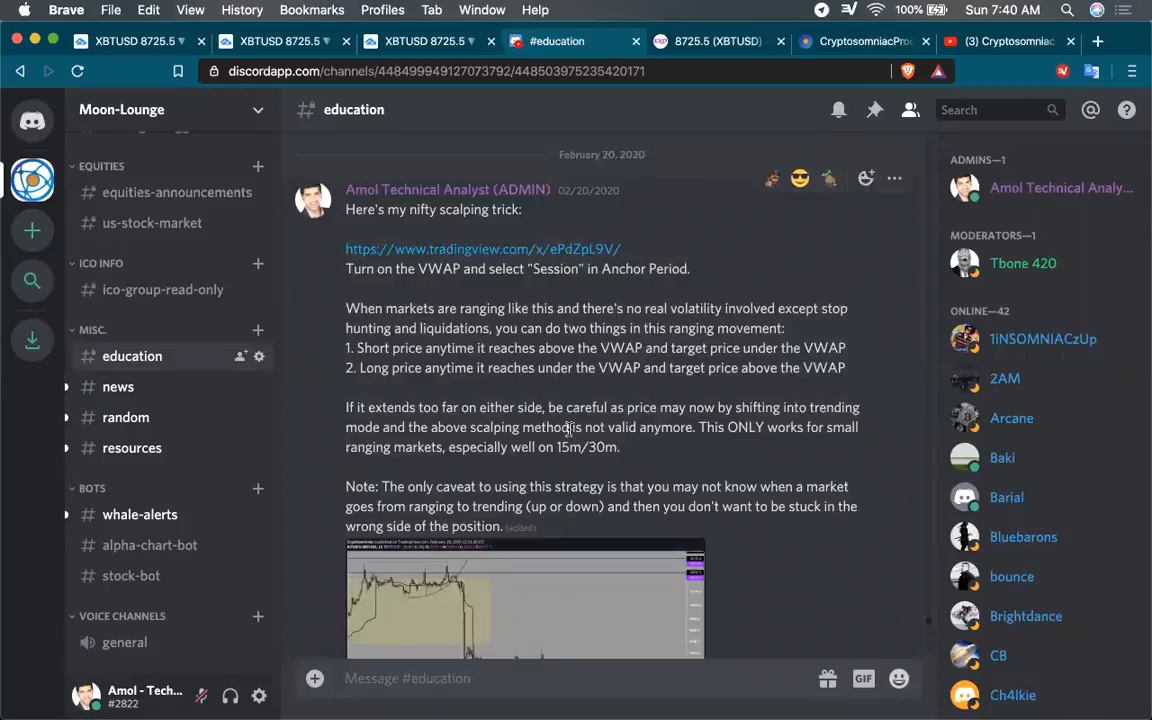 Brave File Edit View History Bookmarks Profiles Tab Window Help 100% Sun 7:40 AM
XBTUSD 8725.5 ▼ XBTUSD 8725.5 ▼ XBTUSD 8725.5 ▼ #education 8725.5 (XBTUSD) CryptosomniacPro (3) Cryptosomniac
discordapp.com/channels/448499949127073792/448503975235420171
Moon-Lounge
# education
Search
EQUITIES
equities-announcements
us-stock-market
ICO INFO
ico-group-read-only
MISC.
education
news
random
resources
BOTS
whale-alerts
alpha-chart-bot
stock-bot
VOICE CHANNELS
general
Amol - Tech...
#2822
February 20, 2020
Amol Technical Analyst (ADMIN) 02/20/2020
Here's my nifty scalping trick:
https://www.tradingview.com/x/ePdZpL9V/
Turn on the VWAP and select "Session" in Anchor Period.
When markets are ranging like this and there's no real volatility involved except stop
hunting and liquidations, you can do two things in this ranging movement:
1. Short price anytime it reaches above the VWAP and target price under the VWAP
2. Long price anytime it reaches under the VWAP and target price above the VWAP
If it extends too far on either side, be careful as price may now by shifting into trending
mode and the above scalping method is not valid anymore. This ONLY works for small
ranging markets, especially well on 15m/30m.
Note: The only caveat to using this strategy is that you may not know when a market
goes from ranging to trending (up or down) and then you don't want to be stuck in the
wrong side of the position. (edited)
Message #education
GIF
ADMINS—1
Amol Technical Analy...
MODERATORS—1
Tbone 420
ONLINE—42
1iNSOMNIACzUp
2AM
Arcane
Baki
Barial
Bluebarons
bounce
Brightdance
CB
Ch4lkie